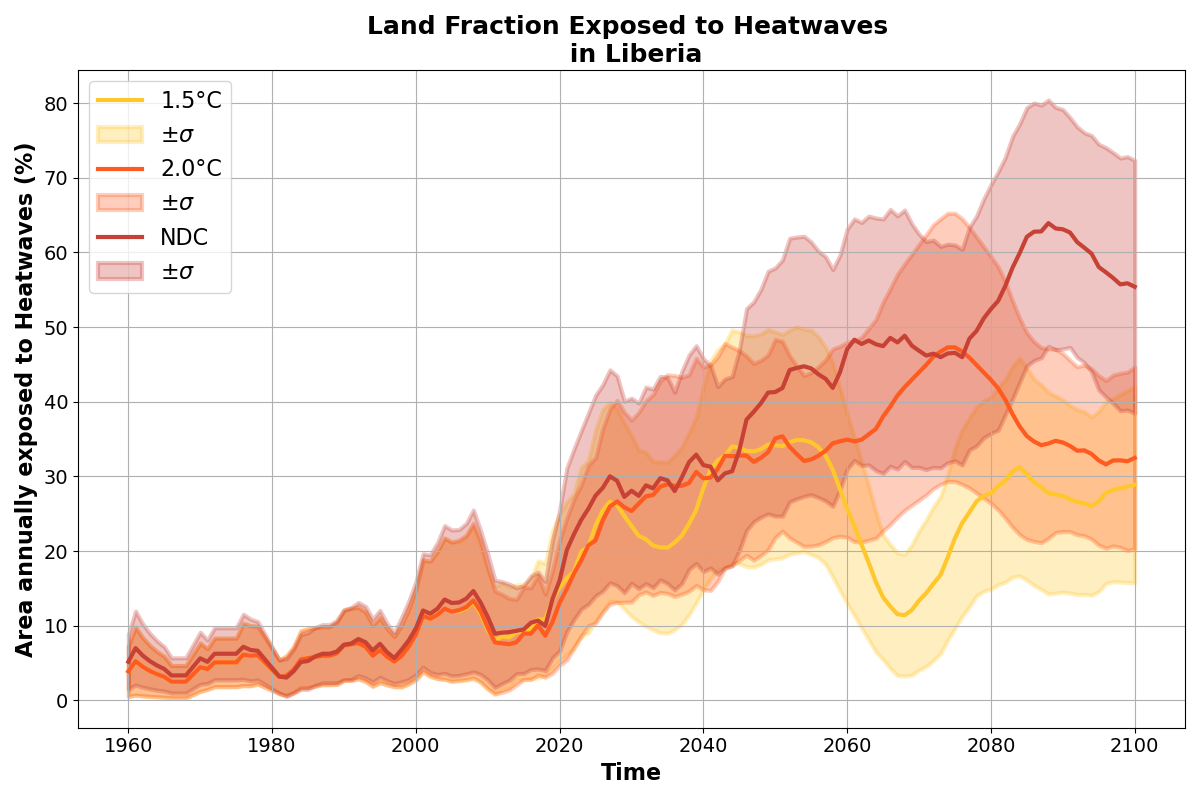 Land Fraction Exposed to Heatwaves
in Liberia
Area annually exposed to Heatwaves (%)
80
70
60
50
40
30
20
10
0
1.5°C
±σ
2.0°C
±σ
NDC
±σ
1960 1980 2000 2020 2040 2060 2080 2100
Time